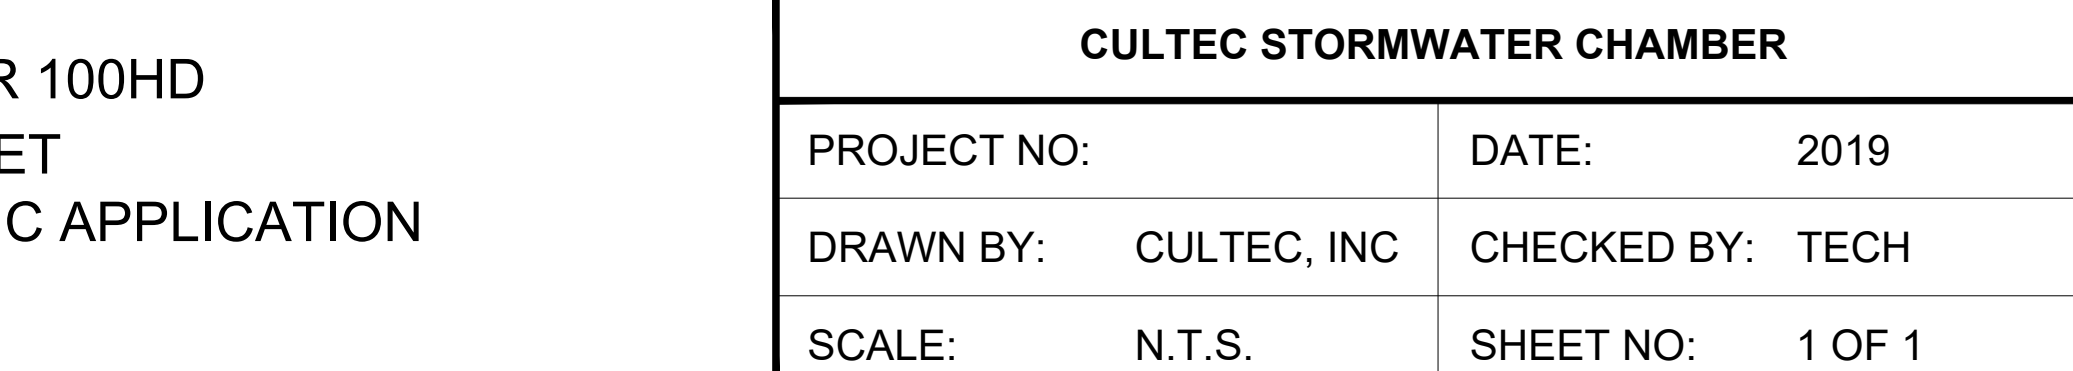 R 100HD
ET
C APPLICATION
CULTEC STORMWATER CHAMBER
PROJECT NO: DATE: 2019
DRAWN BY: CULTEC, INC CHECKED BY: TECH
SCALE: N.T.S. SHEET NO: 1 OF 1